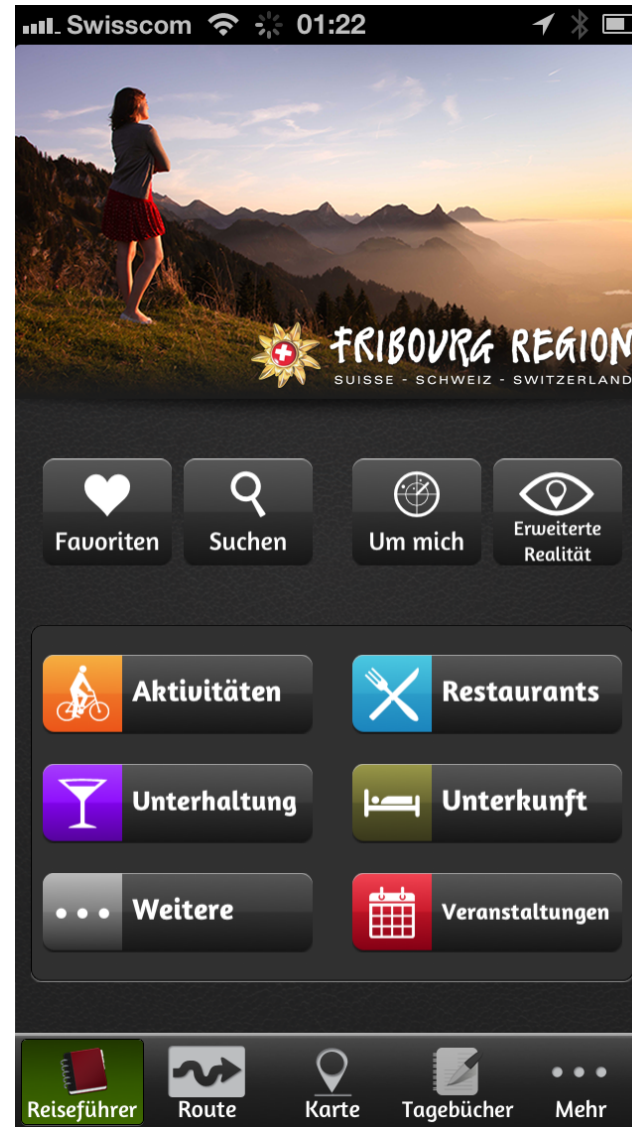 Swisscom 01:22
FRIBOURG REGION
SUISSE - SCHWEIZ - SWITZERLAND
Favoriten
Suchen
Um mich
Erweiterte
Realität
Aktivitäten
Restaurants
Unterhaltung
Unterkunft
Weitere
Veranstaltungen
Reiseführer
Route
Karte
Tagebücher
Mehr